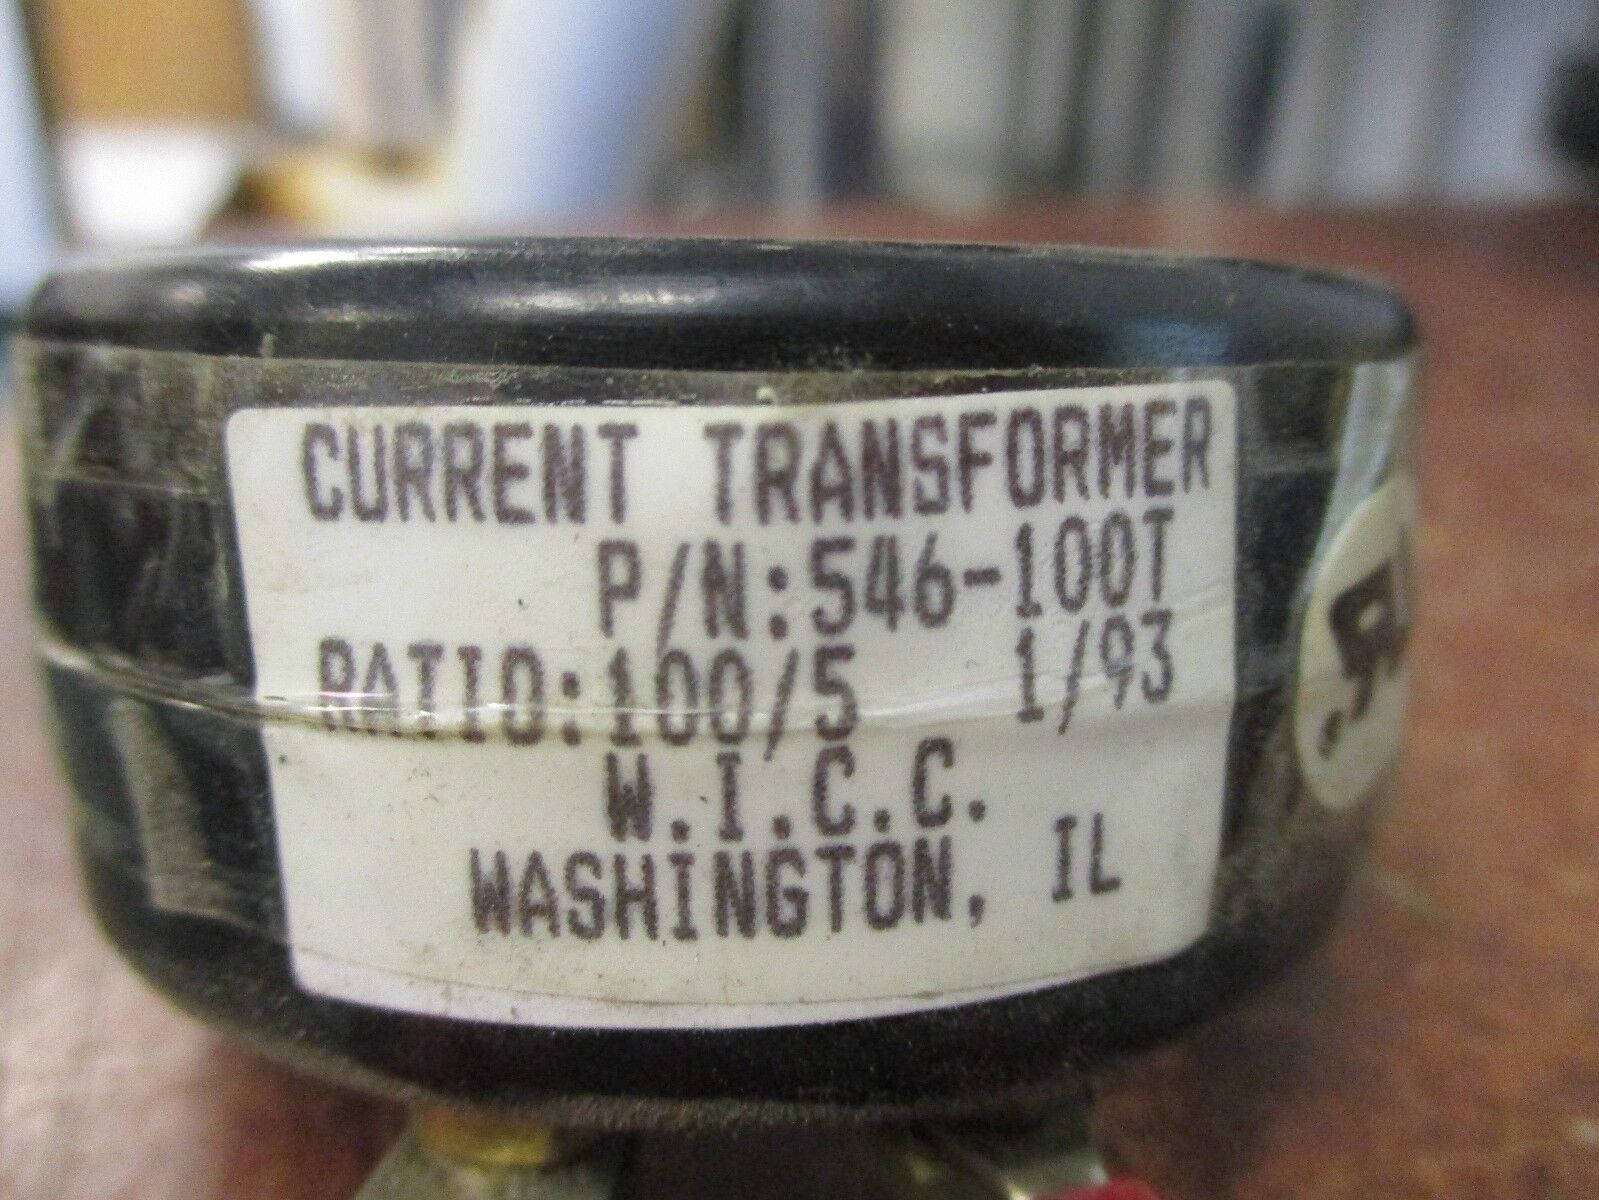 CURRENT TRANSFORMER
P/N:546-100T
RATIO:100/5 1/93
W.I.C.C.
WASHINGTON, IL